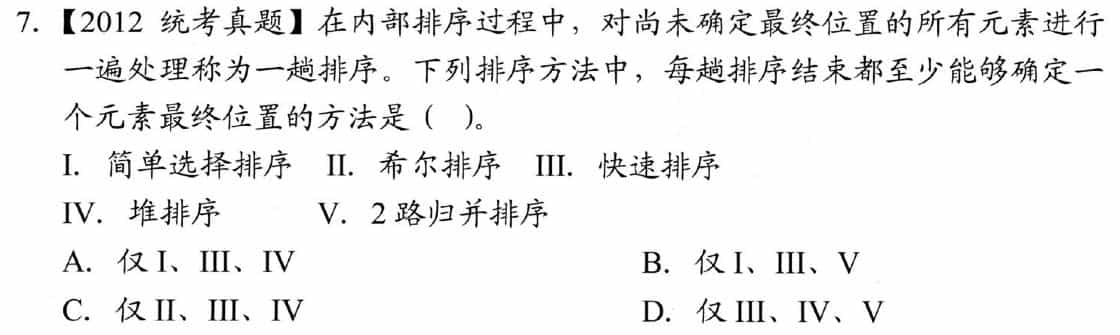 7. 【2012 统考真题】在内部排序过程中，对尚未确定最终位置的所有元素进行
一遍处理称为一趟排序。下列排序方法中，每趟排序结束都至少能够确定一
个元素最终位置的方法是（ ）。
I. 简单选择排序 II. 希尔排序 III. 快速排序
IV. 堆排序 V. 2 路归并排序
A. 仅 I、III、IV B. 仅 I、III、V
C. 仅 II、III、IV D. 仅 III、IV、V